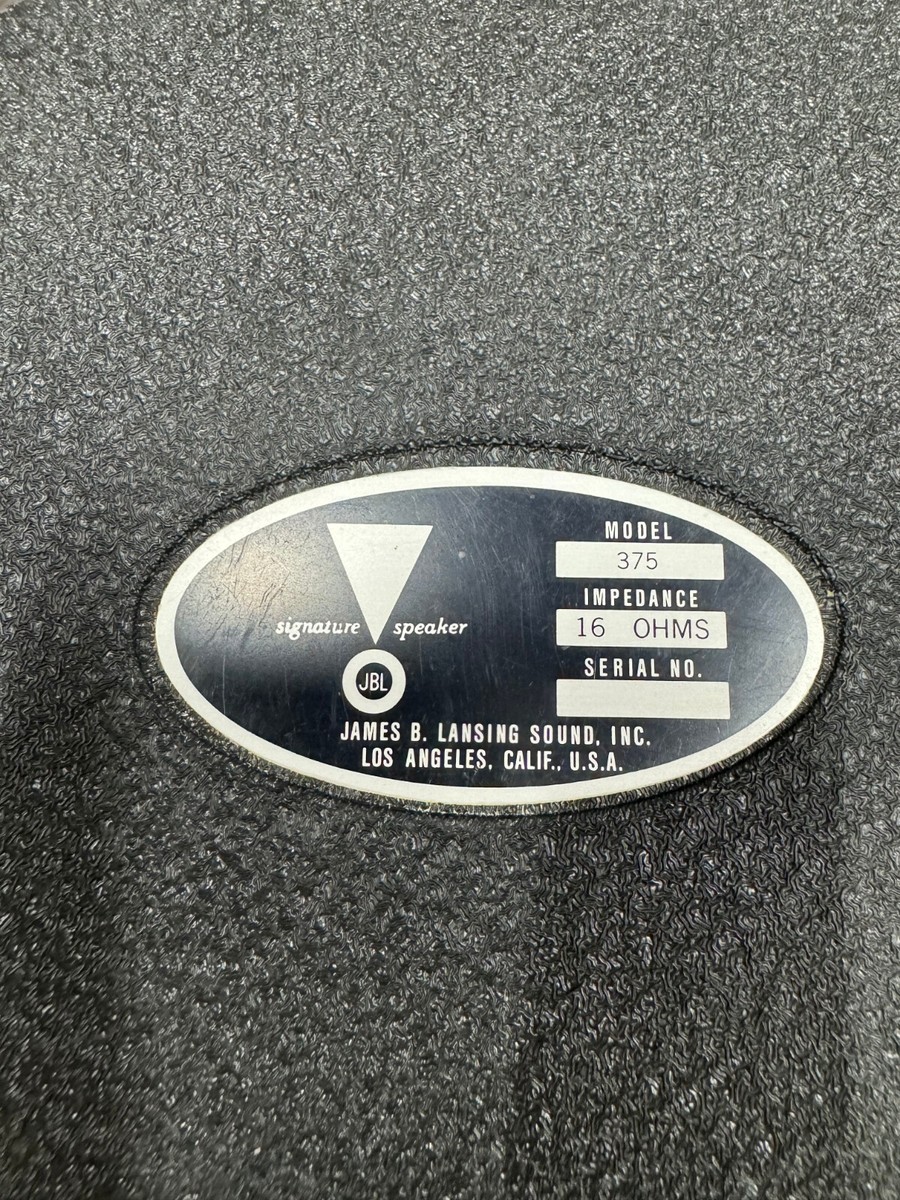 MODEL
375
IMPEDANCE
16 OHMS
signature speaker
SERIAL NO.
JBL
JAMES B. LANSING SOUND, INC.
LOS ANGELES, CALIF., U.S.A.